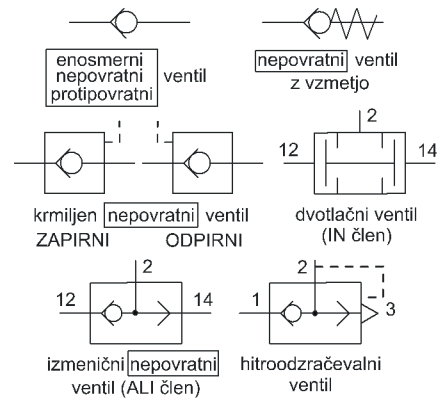 enosmerni
nepovratni ventil
protipovratni
nepovratni ventil
z vzmetjo
2
12 14
krmiljen nepovratni ventil
ZAPIRNI ODPIRNI
dvotlačni ventil
(IN člen)
2
12 14
izmenični nepovratni
ventil (ALI člen)
2
1 3
hitroodzračevalni
ventil